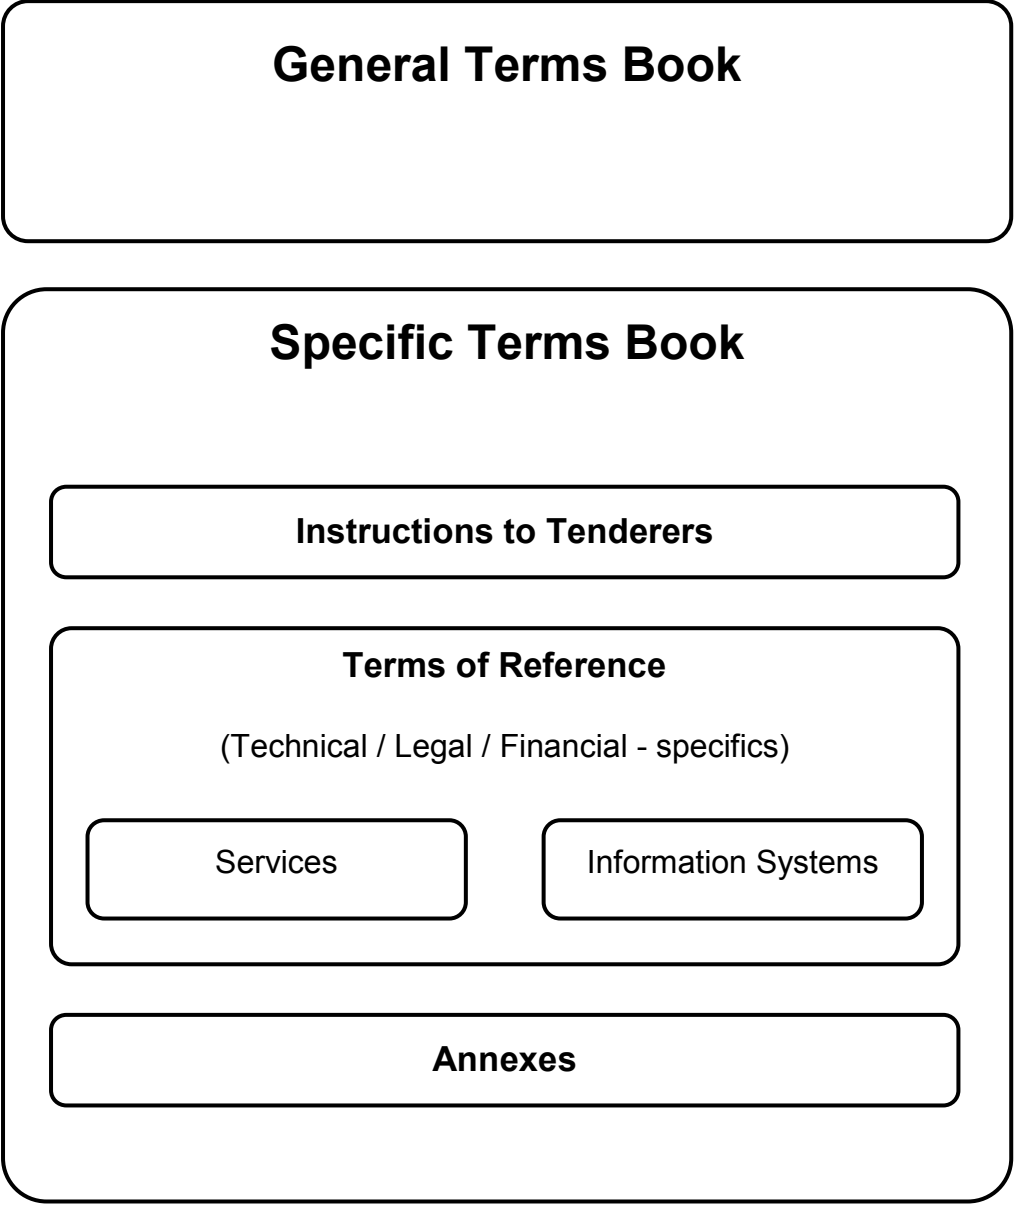 General Terms Book
Specific Terms Book
Instructions to Tenderers
Terms of Reference
(Technical / Legal / Financial - specifics)
Services
Information Systems
Annexes